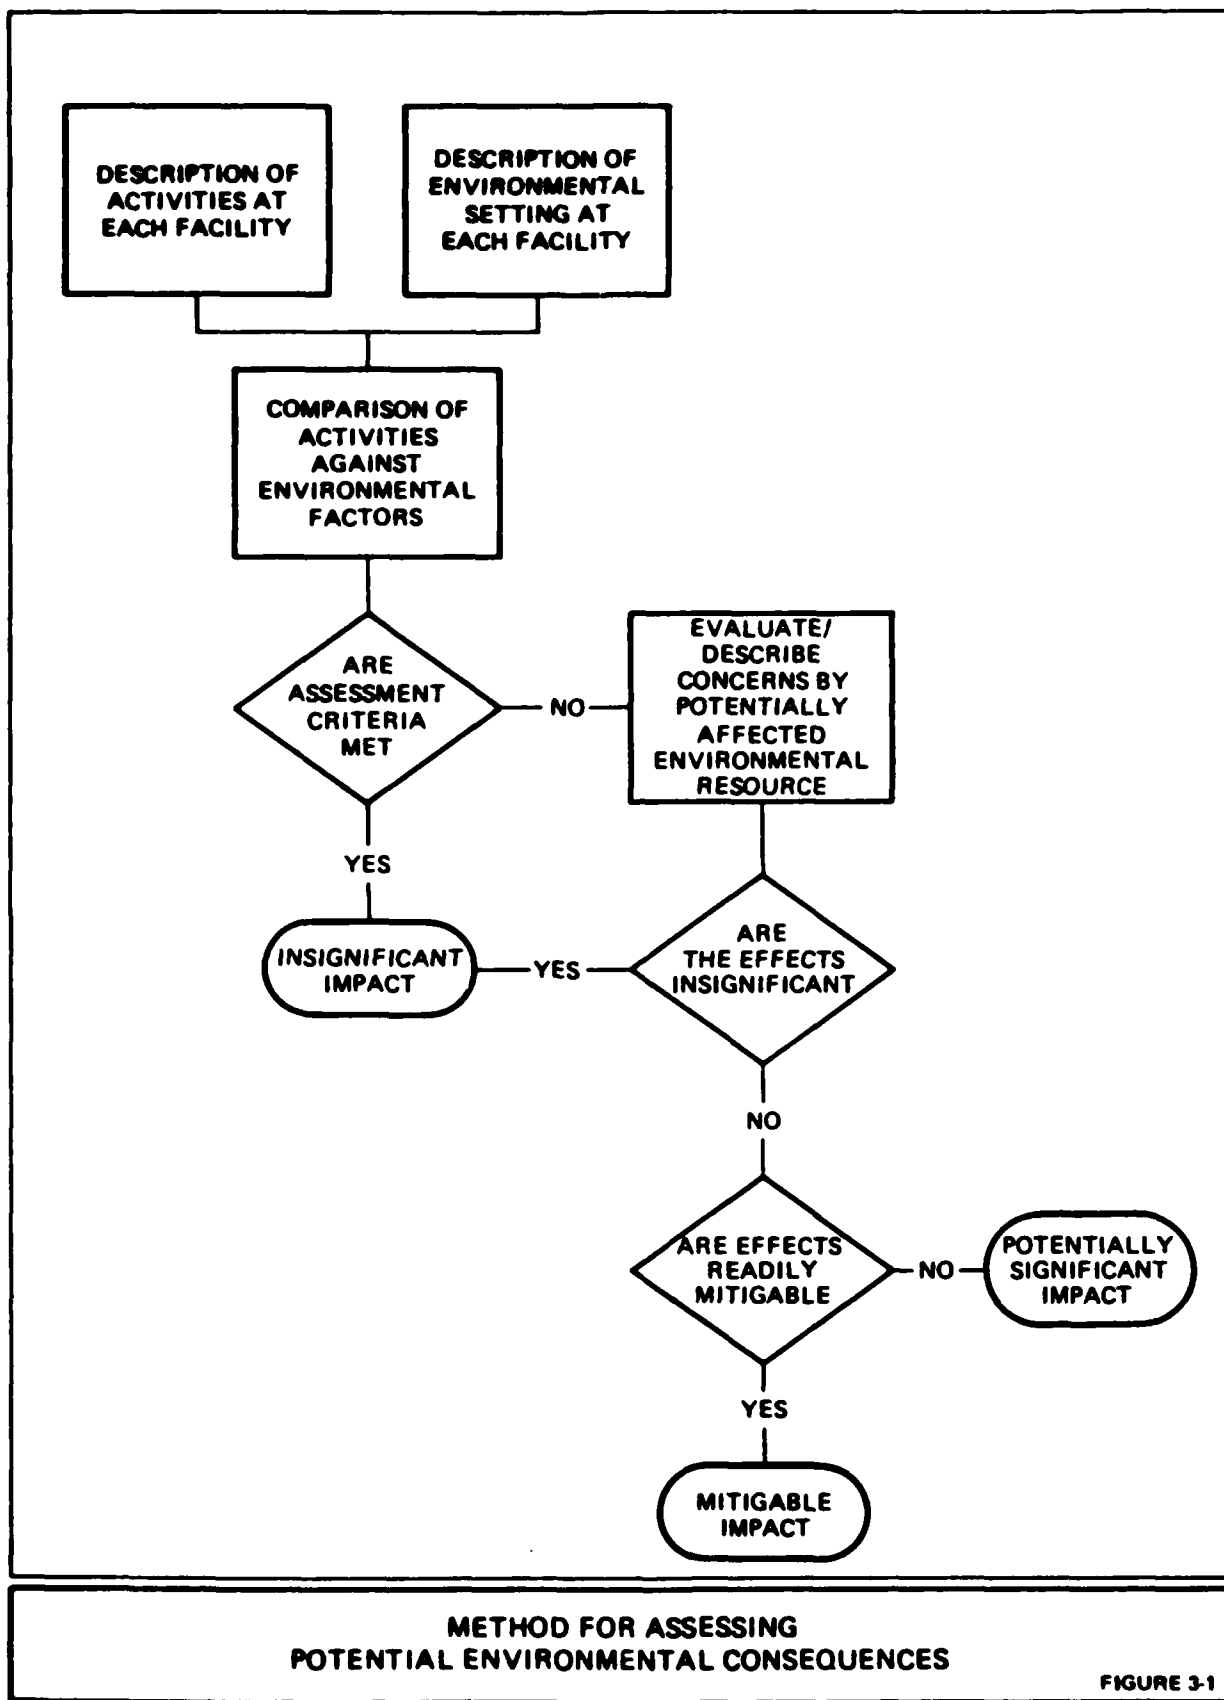 DESCRIPTION OF
ACTIVITIES AT
EACH FACILITY
DESCRIPTION OF
ENVIRONMENTAL
SETTING AT
EACH FACILITY
COMPARISON OF
ACTIVITIES
AGAINST
ENVIRONMENTAL
FACTORS
ARE
ASSESSMENT
CRITERIA
MET
NO
EVALUATE/
DESCRIBE
CONCERNS BY
POTENTIALLY
AFFECTED
ENVIRONMENTAL
RESOURCE
YES
INSIGNIFICANT
IMPACT
YES
ARE
THE EFFECTS
INSIGNIFICANT
NO
ARE EFFECTS
READILY
MITIGABLE
NO
POTENTIALLY
SIGNIFICANT
IMPACT
YES
MITIGABLE
IMPACT
METHOD FOR ASSESSING
POTENTIAL ENVIRONMENTAL CONSEQUENCES
FIGURE 3-1